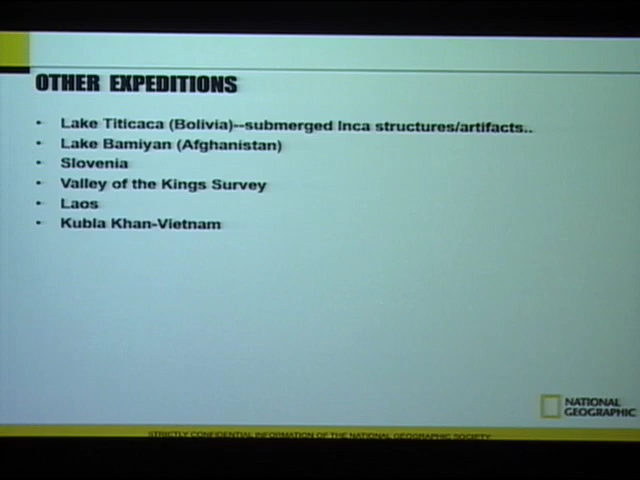 OTHER EXPEDITIONS
• Lake Titicaca (Bolivia)--submerged Inca structures/artifacts..
• Lake Bamiyan (Afghanistan)
• Slovenia
• Valley of the Kings Survey
• Laos
• Kubla Khan-Vietnam
NATIONAL
GEOGRAPHIC
STRICTLY CONFIDENTIAL INFORMATION OF THE NATIONAL GEOGRAPHIC SOCIETY